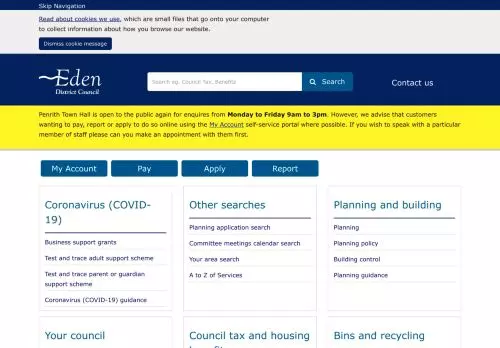 Skip Navigation
Read about cookies we use, which are small files that go onto your computer
to collect information about how you browse our website.
Dismiss cookie message
Eden
District Council
Search eg. Council Tax, Benefits
Search
Contact us
Penrith Town Hall is open to the public again for enquires from Monday to Friday 9am to 3pm. However, we advise that customers
wanting to pay, report or apply to do so online using the My Account self-service portal where possible. If you wish to speak with a particular
member of staff please can you make an appointment with them first.
My Account
Pay
Apply
Report
Coronavirus (COVID-
19)
Business support grants
Test and trace adult support scheme
Test and trace parent or guardian
support scheme
Coronavirus (COVID-19) guidance
Other searches
Planning application search
Committee meetings calendar search
Your area search
A to Z of Services
Planning and building
Planning
Planning policy
Building control
Planning guidance
Your council
Council tax and housing
Bins and recycling